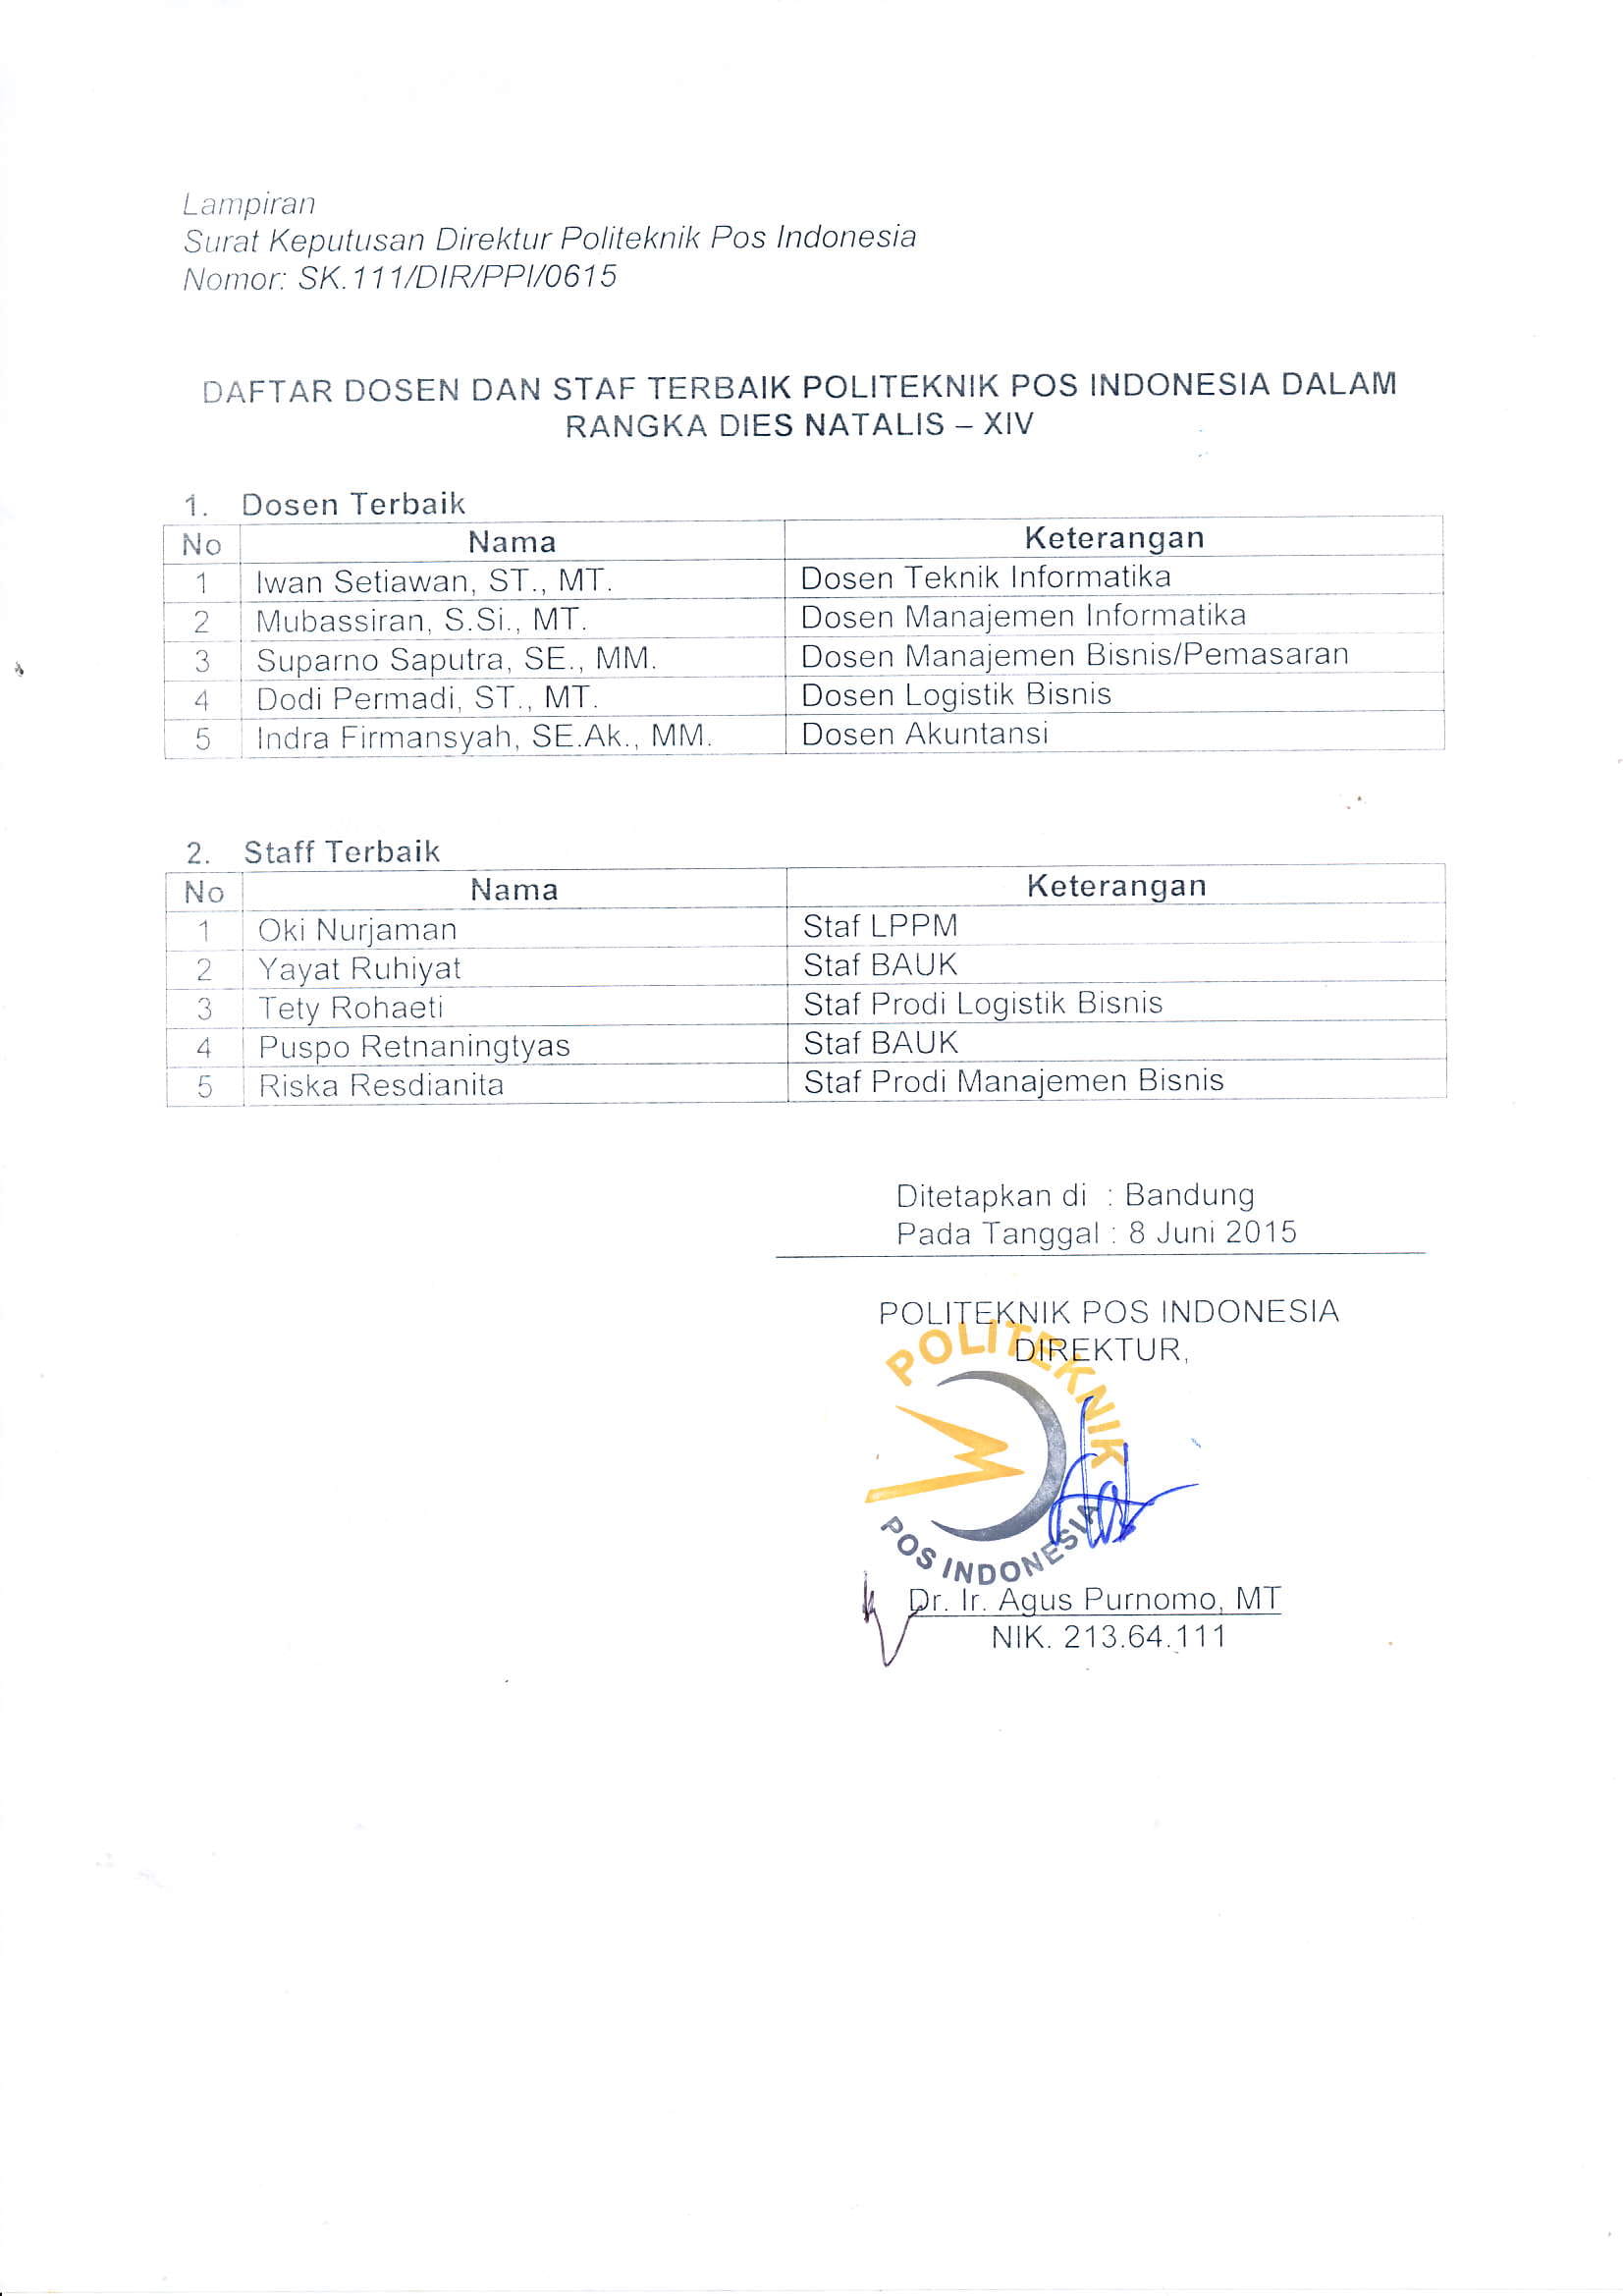 Lampiran
Surat Keputusan Direktur Politeknik Pos Indonesia
Nomor: SK.111/DIR/PPI/0615
DAFTAR DOSEN DAN STAF TERBAIK POLITEKNIK POS INDONESIA DALAM
RANGKA DIES NATALIS – XIV
1. Dosen Terbaik
No Nama Keterangan
1 Iwan Setiawan, ST., MT. Dosen Teknik Informatika
2 Mubassiran, S.Si., MT. Dosen Manajemen Informatika
3 Suparno Saputra, SE., MM. Dosen Manajemen Bisnis/Pemasaran
4 Dodi Permadi, ST., MT. Dosen Logistik Bisnis
5 Indra Firmansyah, SE.Ak., MM. Dosen Akuntansi
2. Staff Terbaik
No Nama Keterangan
1 Oki Nurjaman Staf LPPM
2 Yayat Ruhiyat Staf BAUK
3 Tety Rohaeti Staf Prodi Logistik Bisnis
4 Puspo Retnaningtyas Staf BAUK
5 Riska Resdianita Staf Prodi Manajemen Bisnis
Ditetapkan di : Bandung
Pada Tanggal : 8 Juni 2015
POLITEKNIK POS INDONESIA
DIREKTUR,
POLITEKNIK
POS INDONESIA
Dr. Ir. Agus Purnomo, MT
NIK. 213.64.111